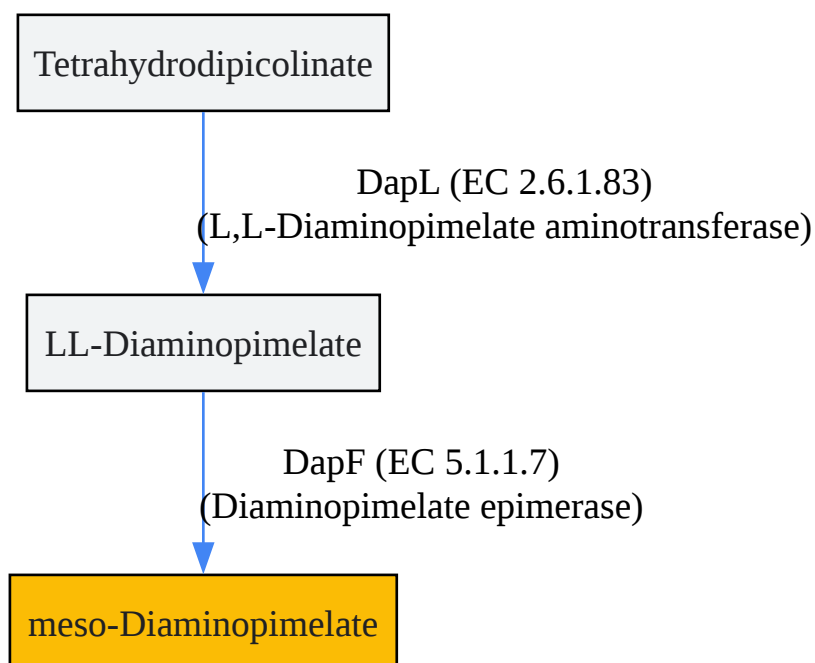 Tetrahydrodipicolinate
DapL (EC 2.6.1.83)
(L,L-Diaminopimelate aminotransferase)
LL-Diaminopimelate
DapF (EC 5.1.1.7)
(Diaminopimelate epimerase)
meso-Diaminopimelate